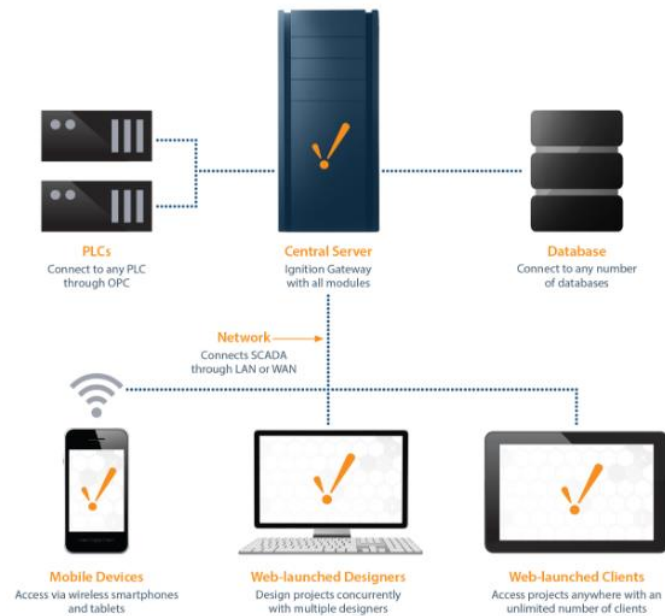 PLCs
Connect to any PLC
through OPC
Central Server
Ignition Gateway
with all modules
Database
Connect to any number
of databases
Network
Connects SCADA
through LAN or WAN
Mobile Devices
Access via wireless smartphones
and tablets
Web-launched Designers
Design projects concurrently
with multiple designers
Web-launched Clients
Access projects anywhere with an
unlimited number of clients